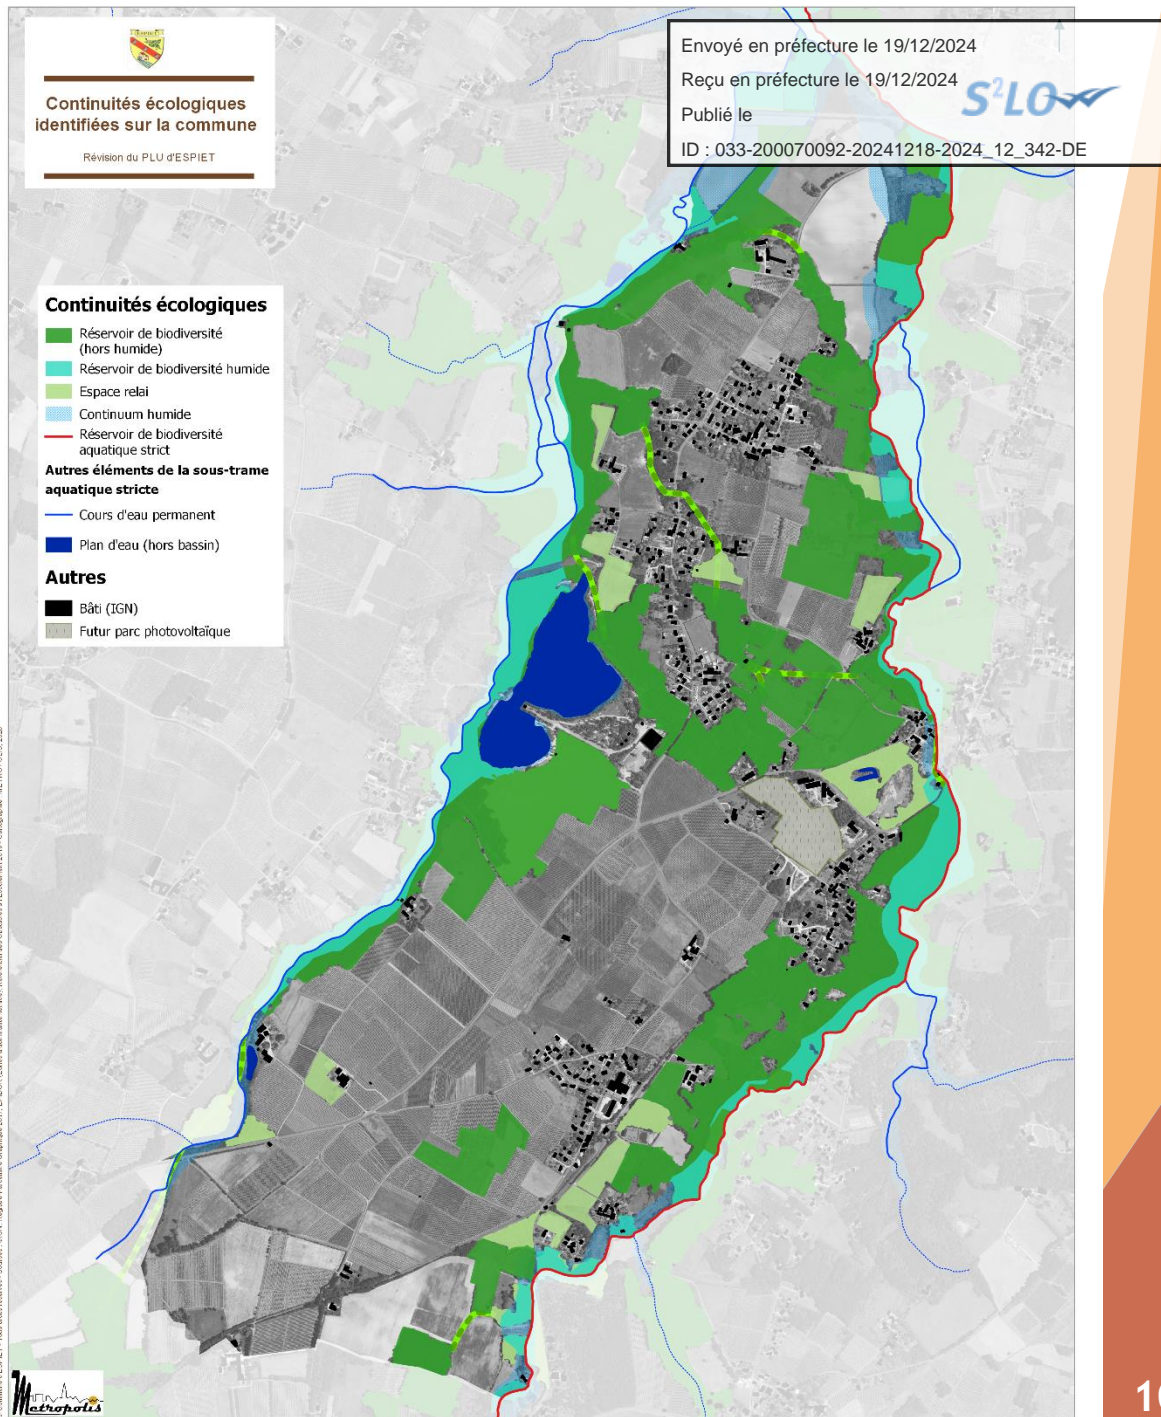 Continuités écologiques
identifiées sur la commune
Révision du PLU d'ESPIET
Envoyé en préfecture le 19/12/2024
Reçu en préfecture le 19/12/2024
Publié le
S²LO
ID : 033-200070092-20241218-2024_12_342-DE
Continuités écologiques
Réservoir de biodiversité
(hors humide)
Réservoir de biodiversité humide
Espace relai
Continuum humide
Réservoir de biodiversité
aquatique strict
Autres éléments de la sous-trame
aquatique stricte
Cours d'eau permanent
Plan d'eau (hors bassin)
Autres
Bâti (IGN)
Futur parc photovoltaïque
Metropolis